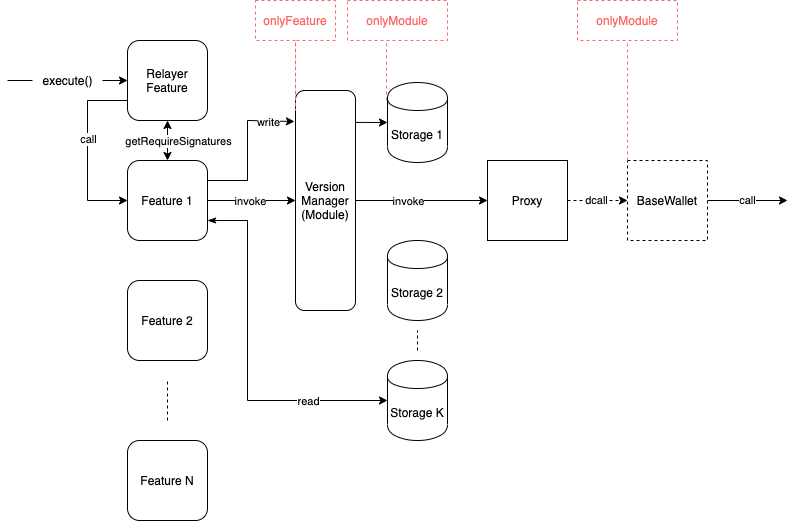 onlyFeature
onlyModule
onlyModule
execute()
Relayer
Feature
call
getRequireSignatures
write
Storage 1
Feature 1
invoke
Version
Manager
(Module)
invoke
Proxy
dcall
BaseWallet
call
Storage 2
Feature 2
read
Storage K
Feature N